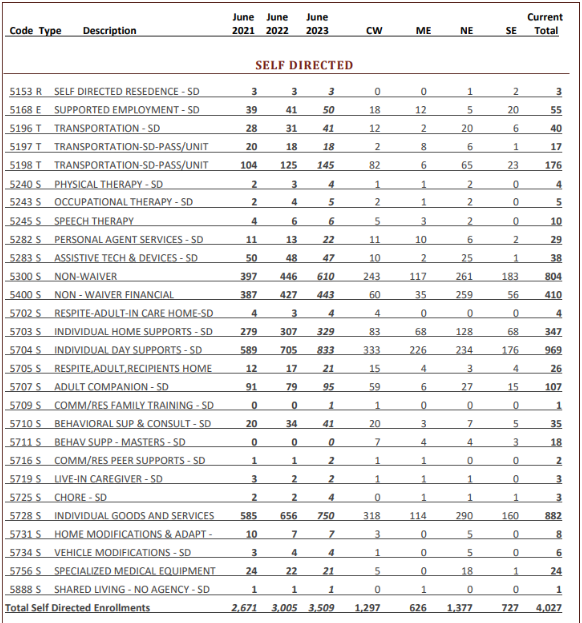 June June June Current
Code Type Description 2021 2022 2023 CW ME NE SE Total
SELF DIRECTED
5153 R SELF DIRECTED RESEDENCE - SD 3 3 3 0 0 1 2 3
5168 E SUPPORTED EMPLOYMENT - SD 39 41 50 18 12 5 20 55
5196 T TRANSPORTATION - SD 28 31 41 12 2 20 6 40
5197 T TRANSPORTATION-SD-PASS/UNIT 20 18 18 2 8 6 1 17
5198 T TRANSPORTATION-SD-PASS/UNIT 104 125 145 82 6 65 23 176
5240 S PHYSICAL THERAPY - SD 2 3 4 1 1 2 0 4
5243 S OCCUPATIONAL THERAPY - SD 2 4 5 2 1 2 0 5
5245 S SPEECH THERAPY 4 6 6 5 3 2 0 10
5282 S PERSONAL AGENT SERVICES - SD 11 13 22 11 10 6 2 29
5283 S ASSISTIVE TECH & DEVICES - SD 50 48 47 10 2 25 1 38
5300 S NON-WAIVER 397 446 610 243 117 261 183 804
5400 S NON - WAIVER FINANCIAL 387 427 443 60 35 259 56 410
5702 S RESPITE-ADULT-IN CARE HOME-SD 4 3 4 4 0 0 0 4
5703 S INDIVIDUAL HOME SUPPORTS - SD 279 307 329 83 68 128 68 347
5704 S INDIVIDUAL DAY SUPPORTS - SD 589 705 833 333 226 234 176 969
5705 S RESPITE,ADULT,RECIPIENTS HOME 12 17 21 15 4 3 4 26
5707 S ADULT COMPANION - SD 91 79 95 59 6 27 15 107
5709 S COMM/RES FAMILY TRAINING - SD 0 0 1 1 0 0 0 1
5710 S BEHAVIORAL SUP & CONSULT - SD 20 34 41 20 3 7 5 35
5711 S BEHAV SUPP - MASTERS - SD 0 0 0 7 4 4 3 18
5716 S COMM/RES PEER SUPPORTS - SD 1 1 2 1 1 0 0 2
5719 S LIVE-IN CAREGIVER - SD 3 2 2 1 1 1 0 3
5725 S CHORE - SD 2 2 4 0 1 1 1 3
5728 S INDIVIDUAL GOODS AND SERVICES 585 656 750 318 114 290 160 882
5731 S HOME MODIFICATIONS & ADAPT - 10 7 7 3 0 5 0 8
5734 S VEHICLE MODIFICATIONS - SD 3 4 4 1 0 5 0 6
5756 S SPECIALIZED MEDICAL EQUIPMENT 24 22 21 5 0 18 1 24
5888 S SHARED LIVING - NO AGENCY - SD 1 1 1 0 1 0 0 1
Total Self Directed Enrollments 2,671 3,005 3,509 1,297 626 1,377 727 4,027